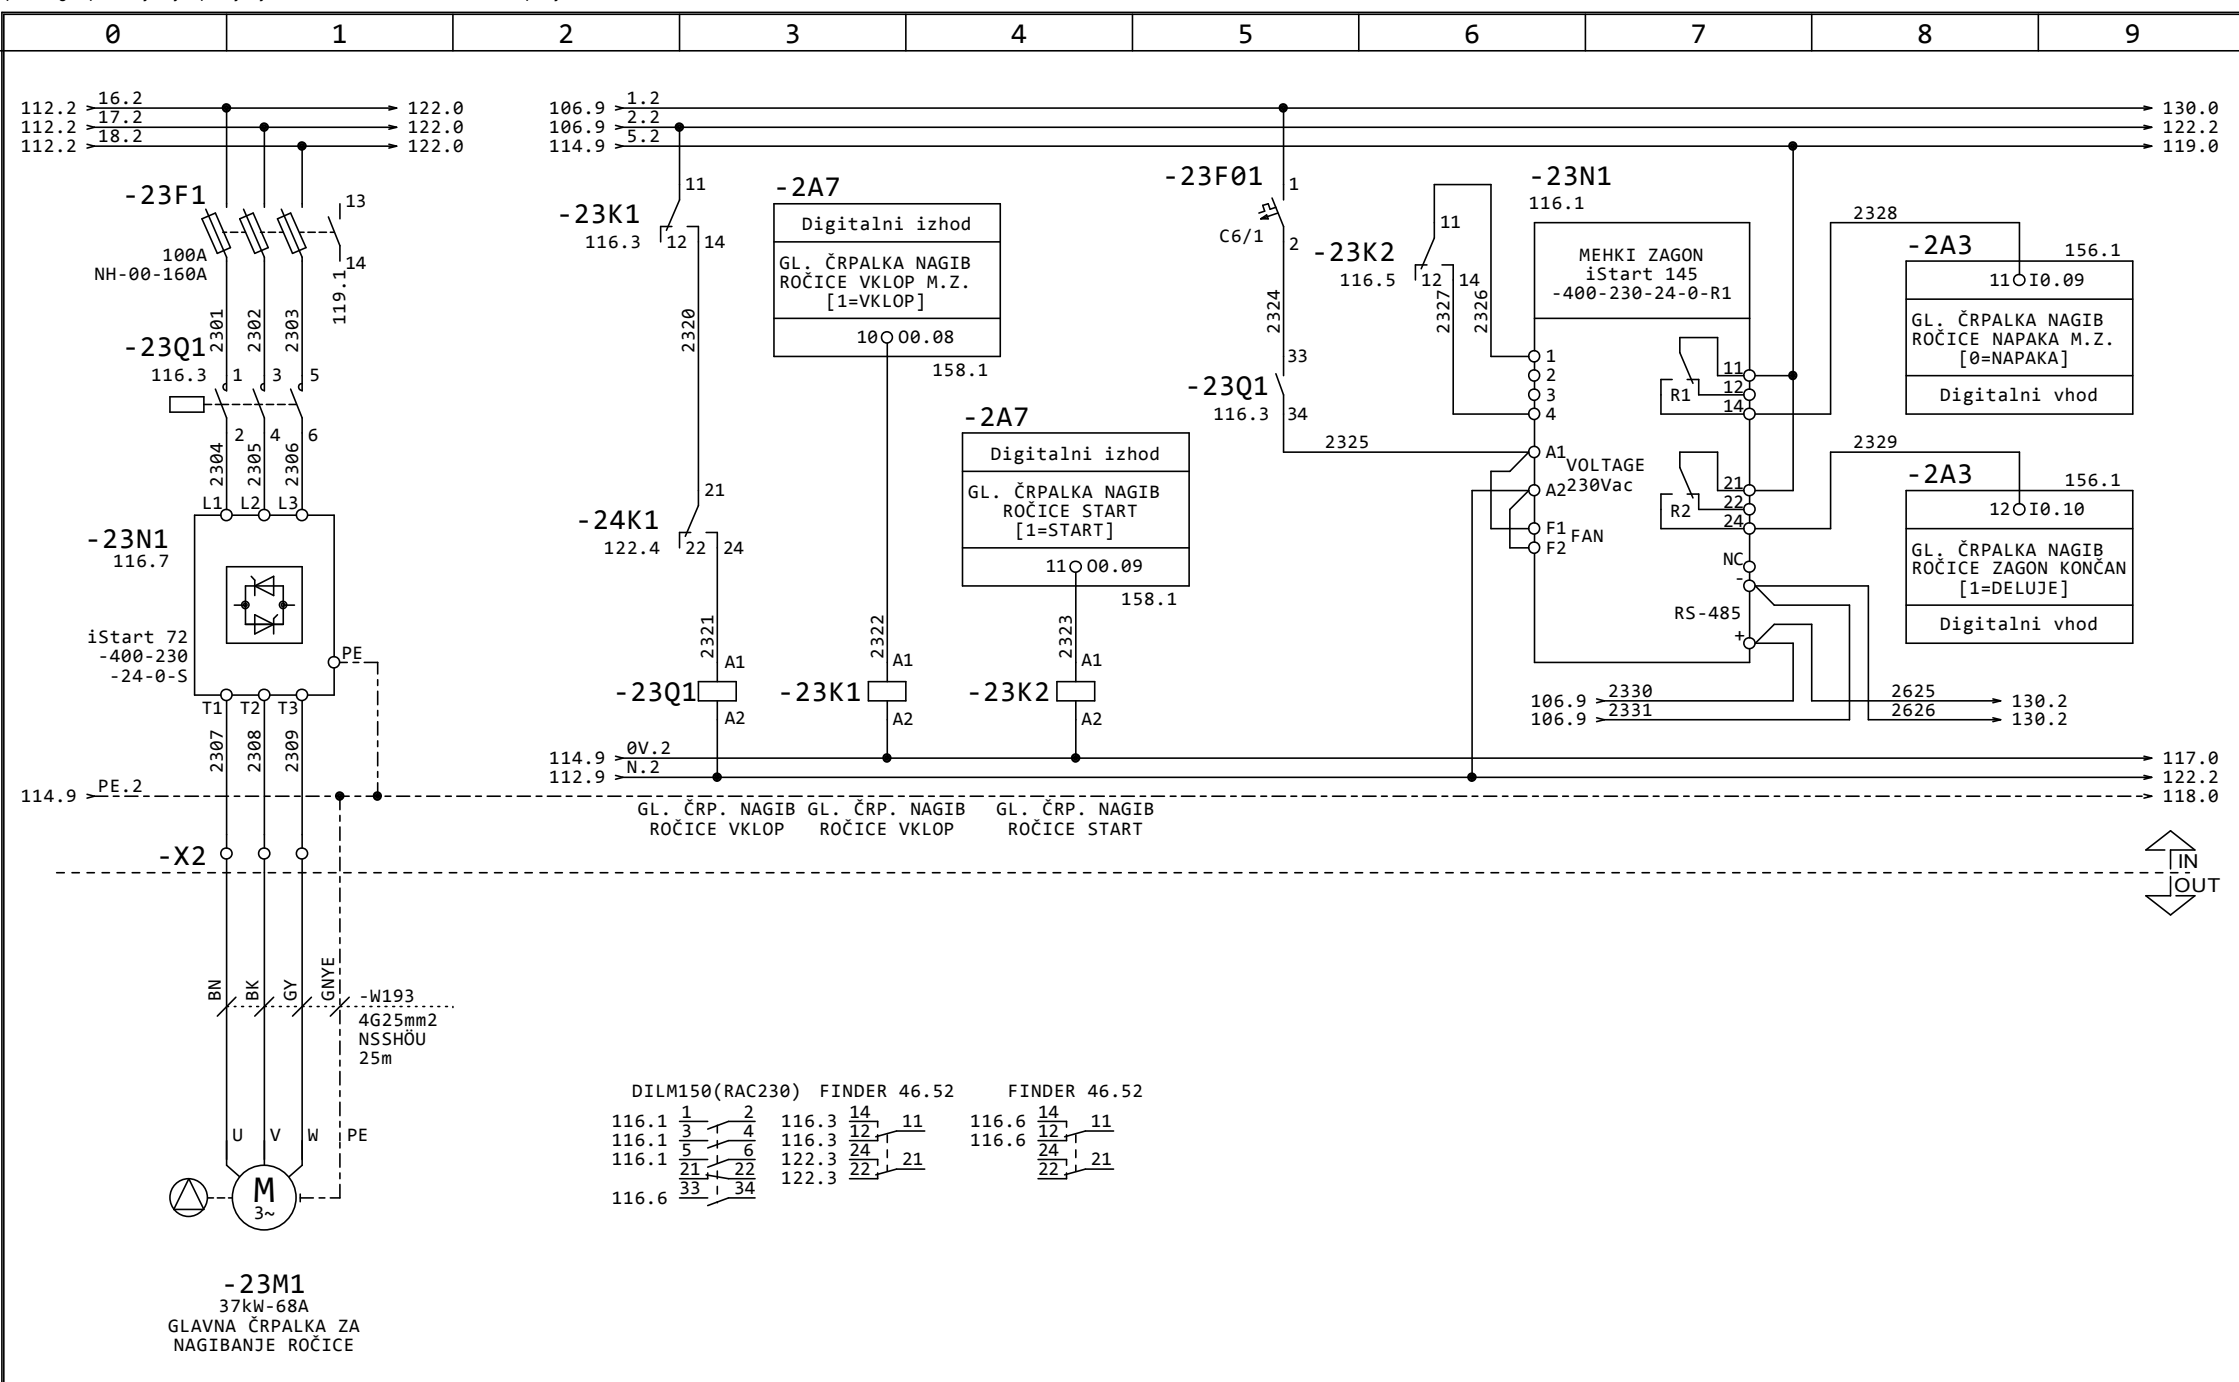 0 1 2 3 4 5 6 7 8 9
112.2 16.2 122.0
112.2 17.2 122.0
112.2 18.2 122.0
106.9 1.2 130.0
106.9 2.2 122.2
114.9 5.2 119.0
-23F1
100A
NH-00-160A
13
14
119.1
2301
2302
2303
-23Q1
116.3
1 3 5
2 4 6
2304
2305
2306
L1 L2 L3
-23N1
116.7
iStart 72
-400-230
-24-0-S
PE
T1 T2 T3
2307
2308
2309
114.9 PE.2 118.0
-X2
BN
BK
GY
GNYE
-W193
4G25mm2
NSSHÖU
25m
U V W PE
M
3~
-23M1
37kW-68A
GLAVNA ČRPALKA ZA
NAGIBANJE ROČICE
-23K1
116.3
11
12 14
2320
-24K1
122.4
21
22 24
2321
-23Q1
A1
A2
-2A7
Digitalni izhod
GL. ČRPALKA NAGIB
ROČICE VKLOP M.Z.
[1=VKLOP]
10 O0.08
158.1
2322
-23K1
A1
A2
-2A7
Digitalni izhod
GL. ČRPALKA NAGIB
ROČICE START
[1=START]
11 O0.09
158.1
2323
-23K2
A1
A2
114.9 0V.2 117.0
112.9 N.2 122.2
GL. ČRP. NAGIB
ROČICE VKLOP
GL. ČRP. NAGIB
ROČICE VKLOP
GL. ČRP. NAGIB
ROČICE START
-23F01
C6/1
1
2
2324
-23Q1
116.3
33
34
2325
-23K2
116.5
11
12 14
2327
2326
-23N1
116.1
MEHKI ZAGON
iStart 145
-400-230-24-0-R1
1
2
3
4
A1
A2
VOLTAGE
230Vac
F1
F2
FAN
11
12
14
R1
21
22
24
R2
NC
-
RS-485
+
2328
-2A3
156.1
11 I0.09
GL. ČRPALKA NAGIB
ROČICE NAPAKA M.Z.
[0=NAPAKA]
Digitalni vhod
2329
-2A3
156.1
12 I0.10
GL. ČRPALKA NAGIB
ROČICE ZAGON KONČAN
[1=DELUJE]
Digitalni vhod
106.9 2330
106.9 2331
2625 130.2
2626 130.2
IN
OUT
DILM150(RAC230)
116.1 1 2
116.1 3 4
116.1 5 6
21 22
116.6 33 34
FINDER 46.52
116.3 14 11
116.3 12
122.3 24 21
122.3 22
FINDER 46.52
116.6 14 11
116.6 12
24 21
22